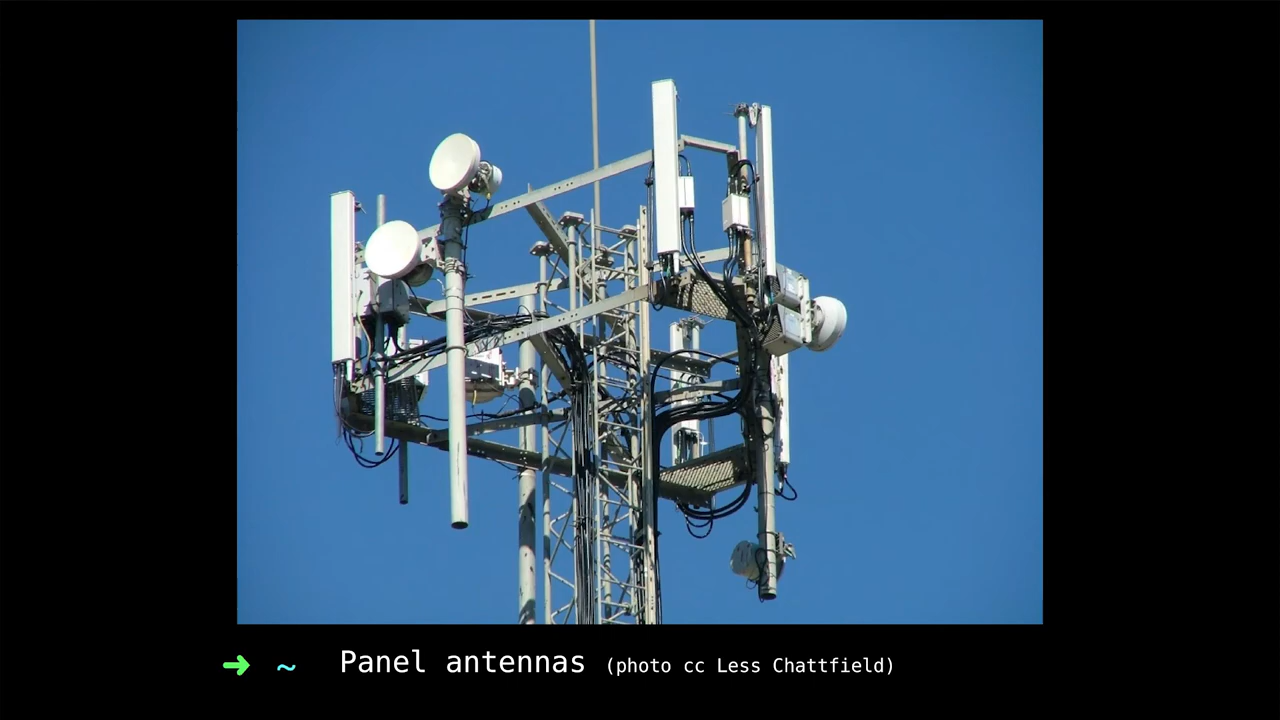 ➜ ~ Panel antennas (photo cc Less Chattfield)